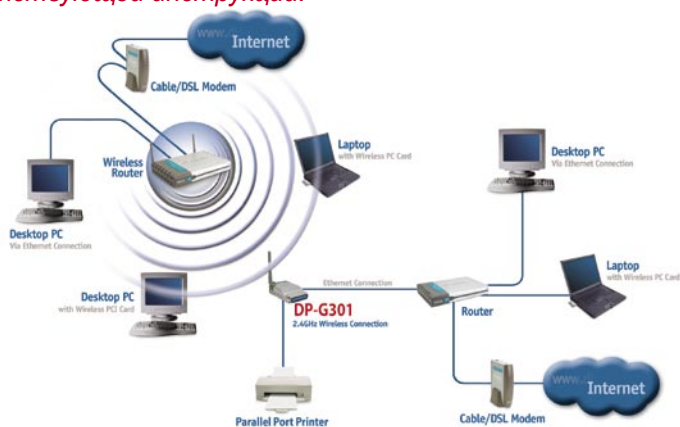 www.
Internet
Cable/DSL Modem
Wireless
Router
Laptop
with Wireless PC Card
Desktop PC
Via Ethernet Connection
Desktop PC
Via Ethernet Connection
Desktop PC
with Wireless PCI Card
Ethernet Connection
DP-G301
2.4GHz Wireless Connection
Router
Laptop
with Wireless PC Card
Parallel Port Printer
Cable/DSL Modem
www.
Internet